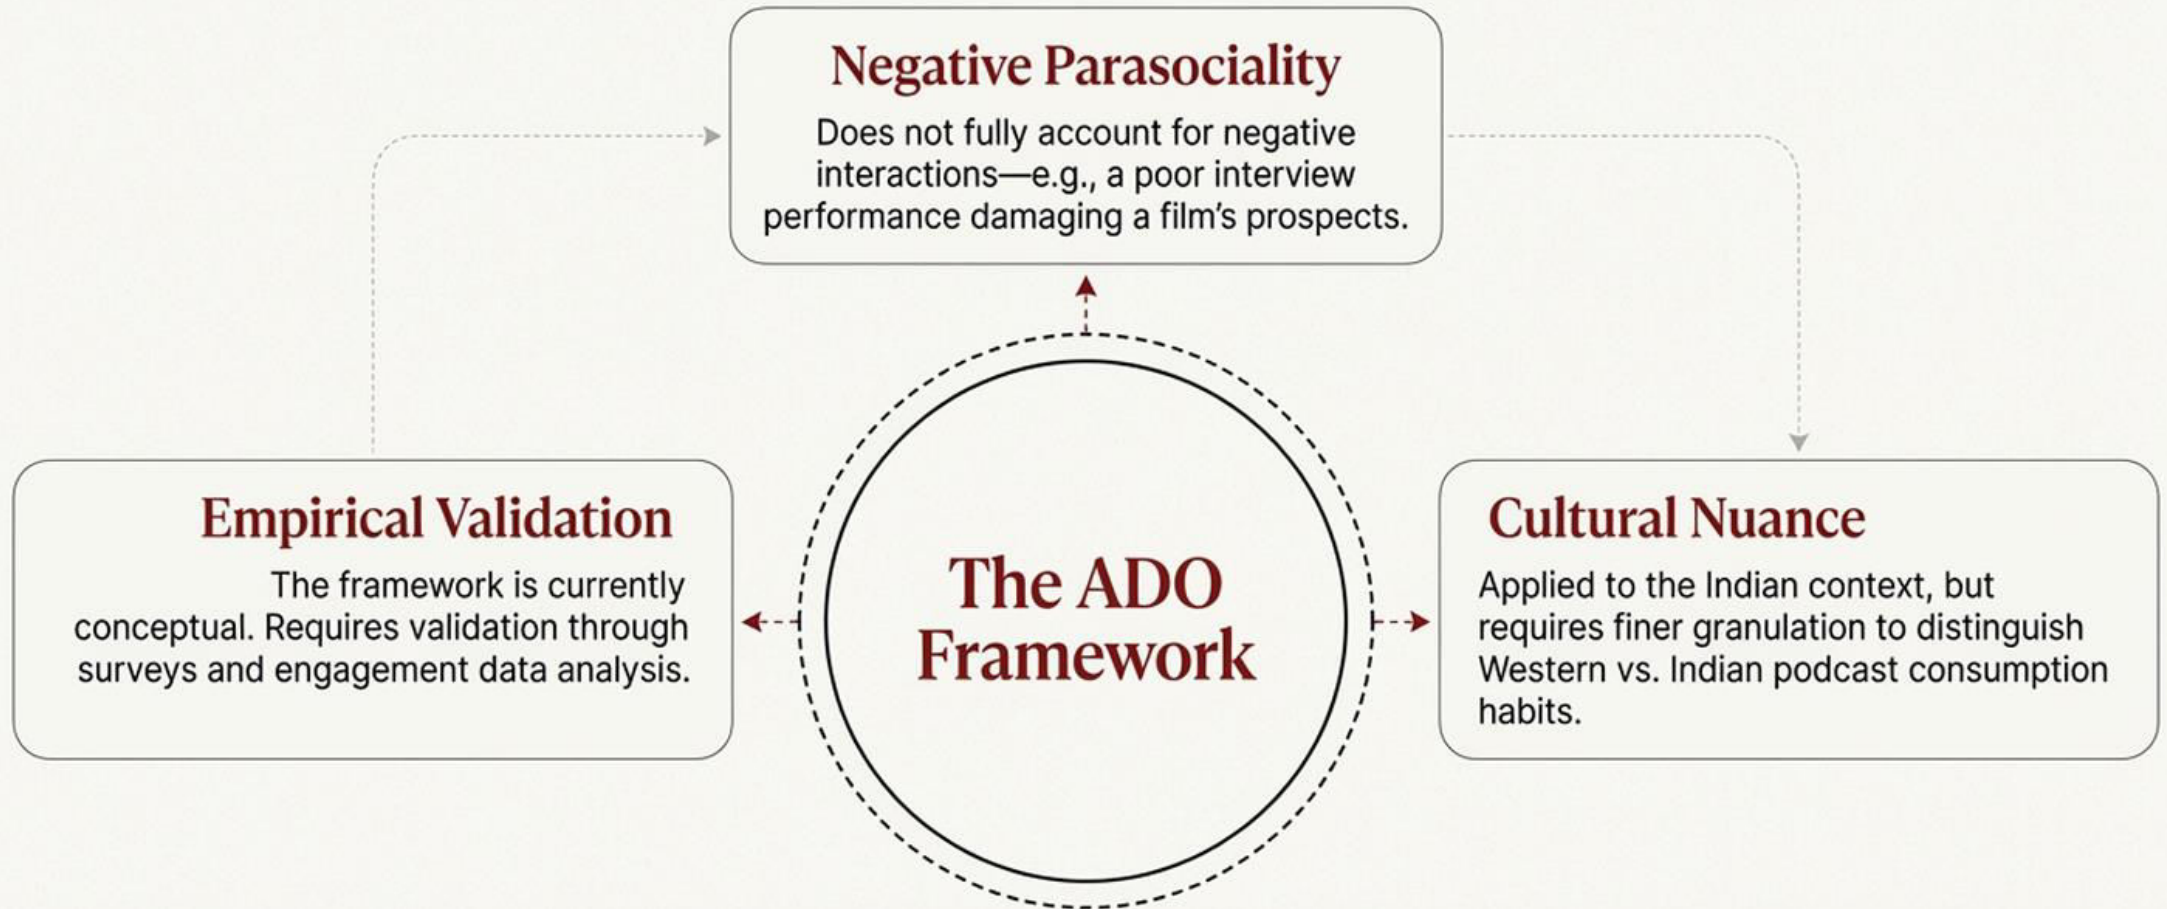 Negative Parasociality
Does not fully account for negative
interactions—e.g., a poor interview
performance damaging a film’s prospects.
Empirical Validation
The framework is currently
conceptual. Requires validation through
surveys and engagement data analysis.
The ADO
Framework
Cultural Nuance
Applied to the Indian context, but
requires finer granulation to distinguish
Western vs. Indian podcast consumption
habits.